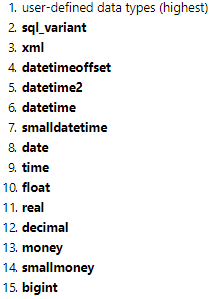 1. user-defined data types (highest)
2. sql_variant
3. xml
4. datetimeoffset
5. datetime2
6. datetime
7. smalldatetime
8. date
9. time
10. float
11. real
12. decimal
13. money
14. smallmoney
15. bigint